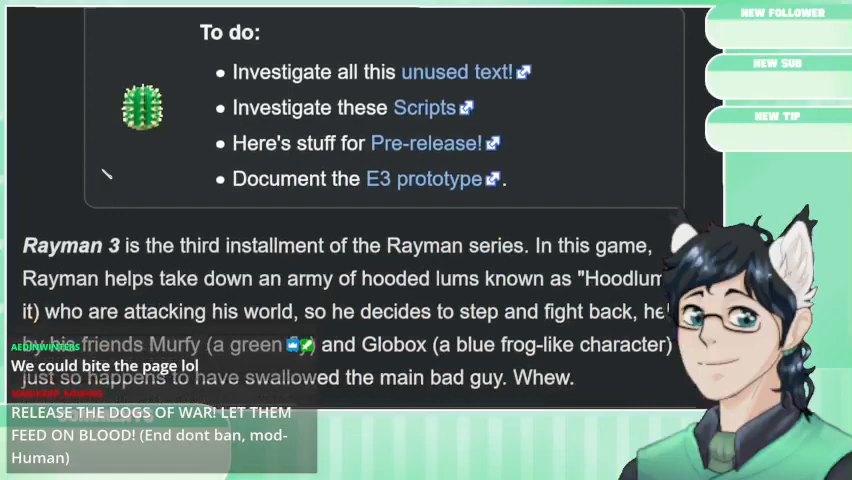 NEW FOLLOWER
NEW SUB
NEW TIP
To do:
Investigate all this unused text!
Investigate these Scripts
Here's stuff for Pre-release!
Document the E3 prototype.
Rayman 3 is the third installment of the Rayman series. In this game,
Rayman helps take down an army of hooded lums known as "Hoodlum
it) who are attacking his world, so he decides to step and fight back, he
by his friends Murfy (a green and Globox (a blue frog-like character)
just so happens to have swallowed the main bad guy. Whew.
AEDINWINTERS
We could bite the page lol
RELEASE THE DOGS OF WAR! LET THEM
FEED ON BLOOD! (End dont ban, mod-
Human)